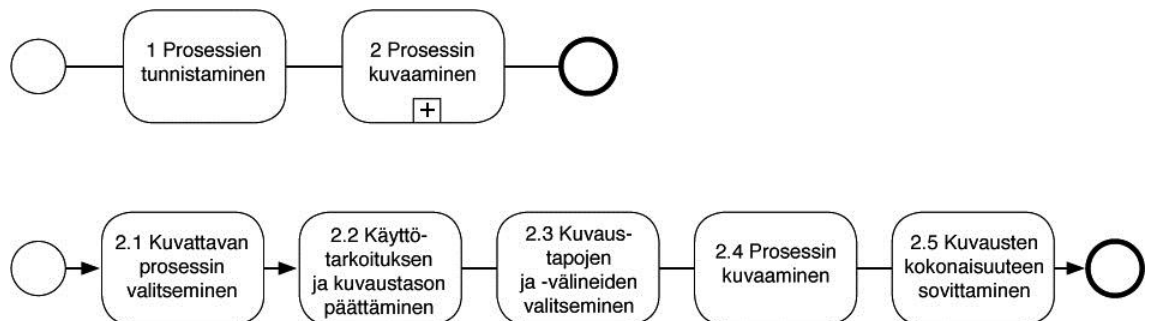 1 Prosessien
tunnistaminen
2 Prosessin
kuvaaminen
2.1 Kuvattavan
prosessin
valitseminen
2.2 Käyttö-
tarkoituksen
ja kuvaustason
päättäminen
2.3 Kuvaus-
tapojen
ja -välineiden
valitseminen
2.4 Prosessin
kuvaaminen
2.5 Kuvausten
kokonaisuuteen
sovittaminen